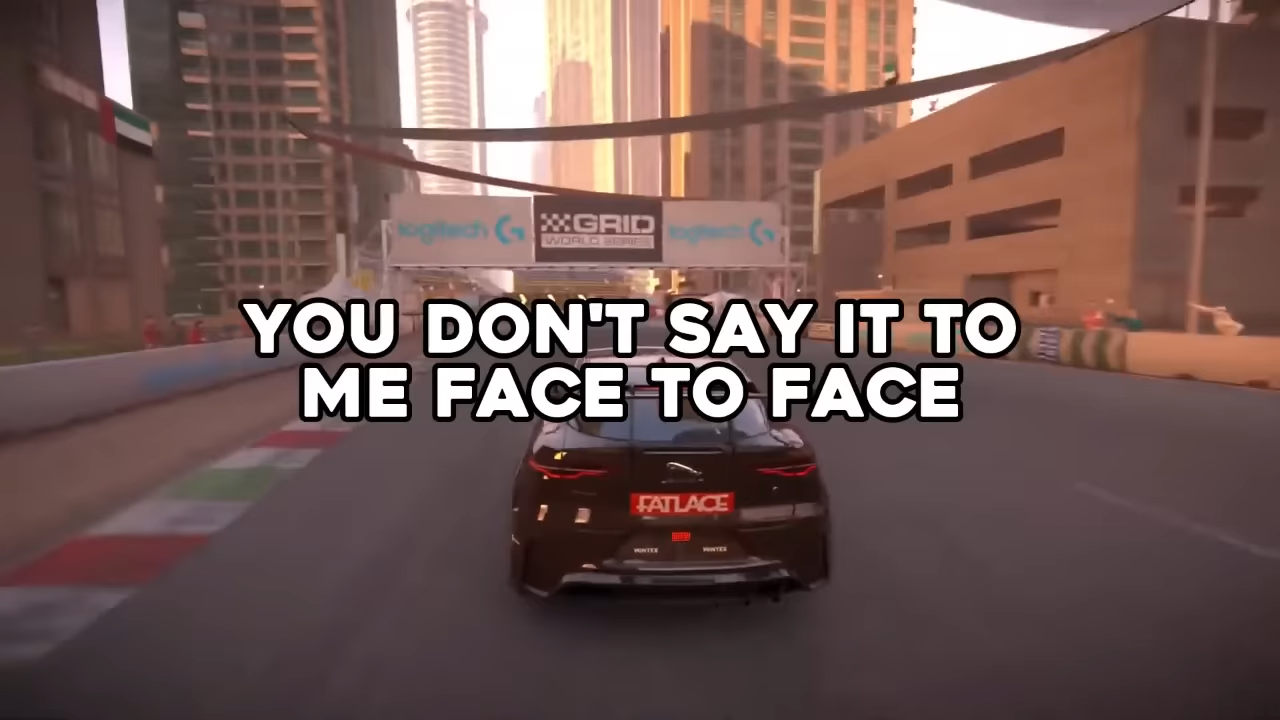 logitech G
GRID
WORLD SERIES
logitech G
YOU DON'T SAY IT TO
ME FACE TO FACE
FATLACE